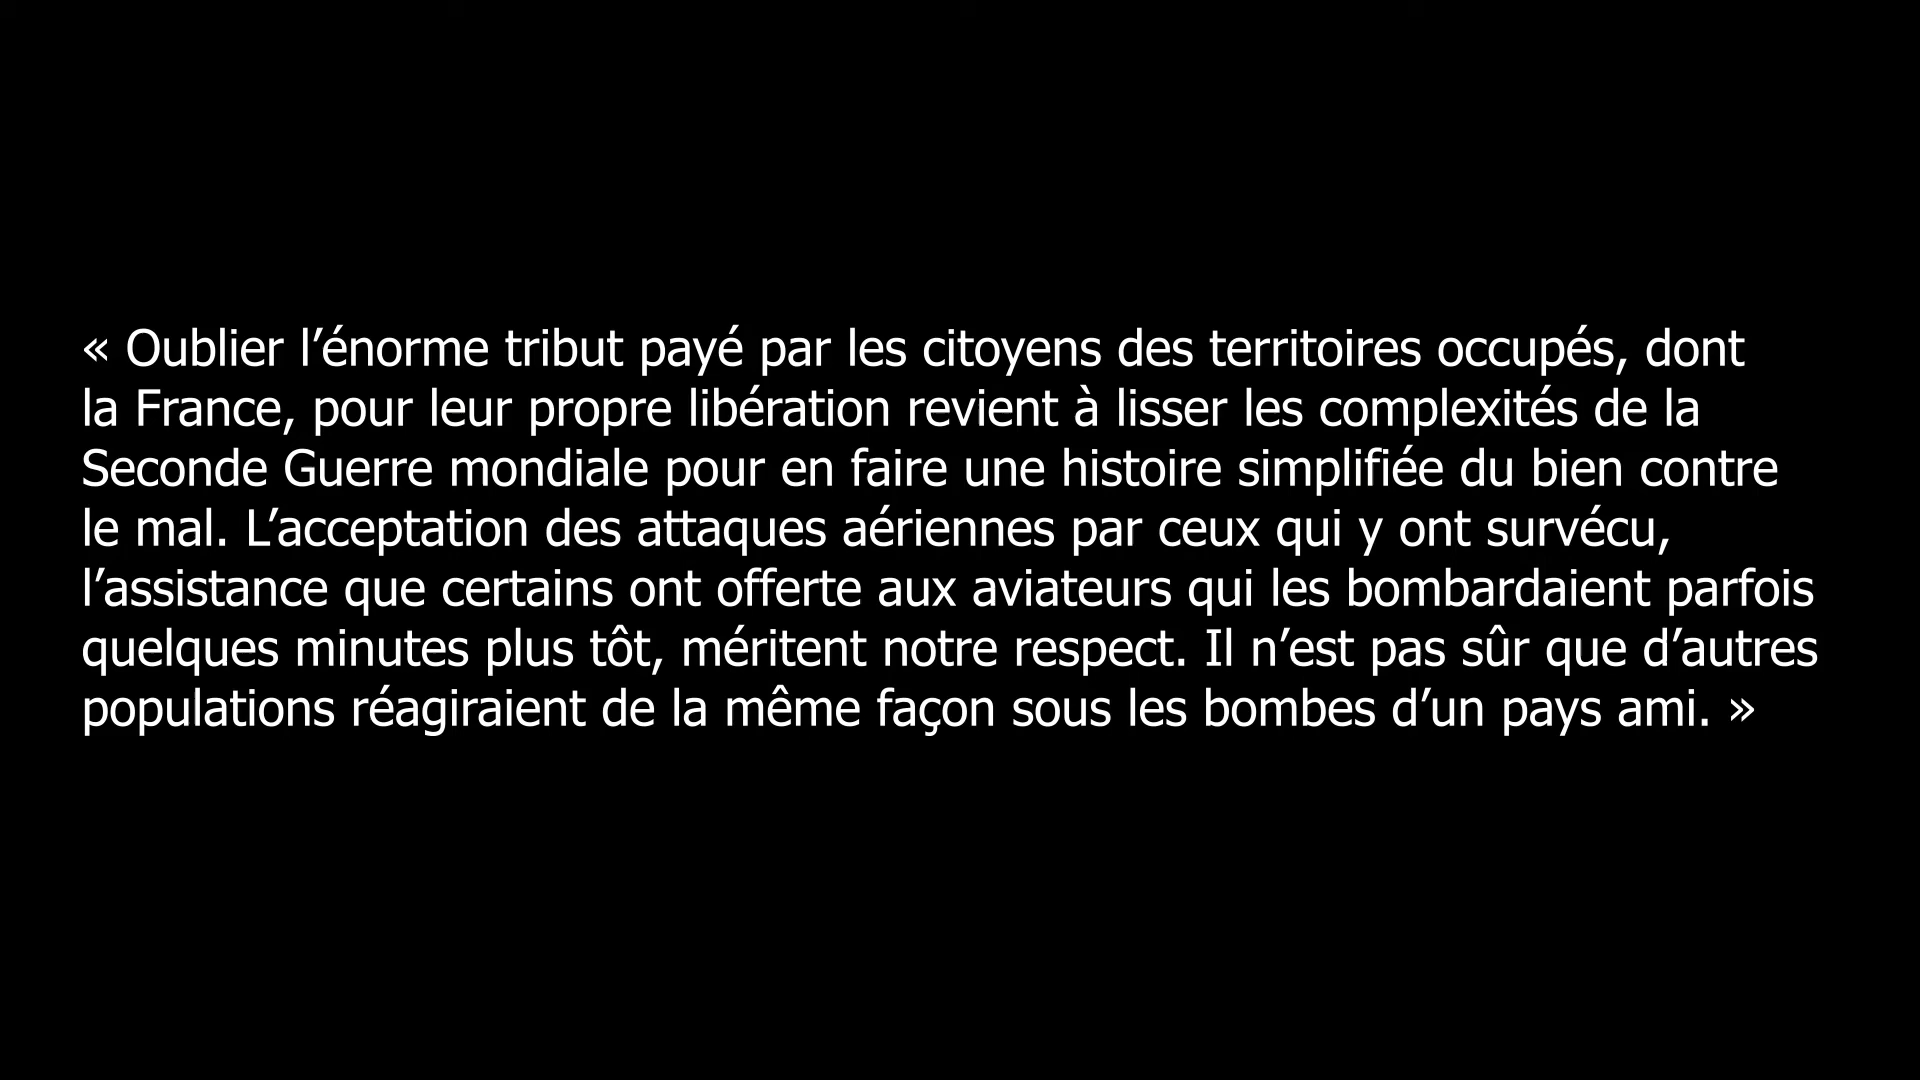 « Oublier l’énorme tribut payé par les citoyens des territoires occupés, dont
la France, pour leur propre libération revient à lisser les complexités de la
Seconde Guerre mondiale pour en faire une histoire simplifiée du bien contre
le mal. L’acceptation des attaques aériennes par ceux qui y ont survécu,
l’assistance que certains ont offerte aux aviateurs qui les bombardaient parfois
quelques minutes plus tôt, méritent notre respect. Il n’est pas sûr que d’autres
populations réagiraient de la même façon sous les bombes d’un pays ami. »